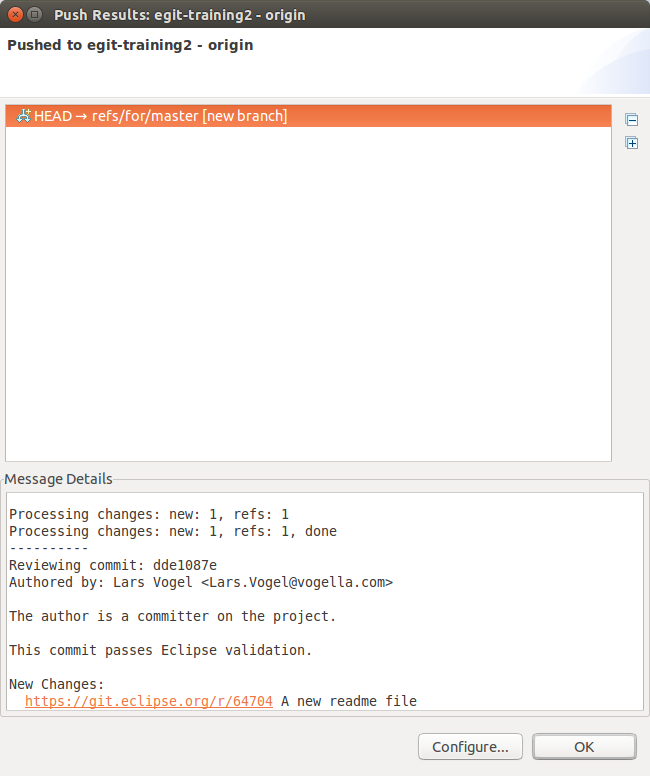 Push Results: egit-training2 - origin
Pushed to egit-training2 - origin
HEAD → refs/for/master [new branch]
Message Details
Processing changes: new: 1, refs: 1
Processing changes: new: 1, refs: 1, done
----------
Reviewing commit: dde1087e
Authored by: Lars Vogel <Lars.Vogel@vogella.com>
The author is a committer on the project.
This commit passes Eclipse validation.
New Changes:
https://git.eclipse.org/r/64704 A new readme file
Configure...
OK